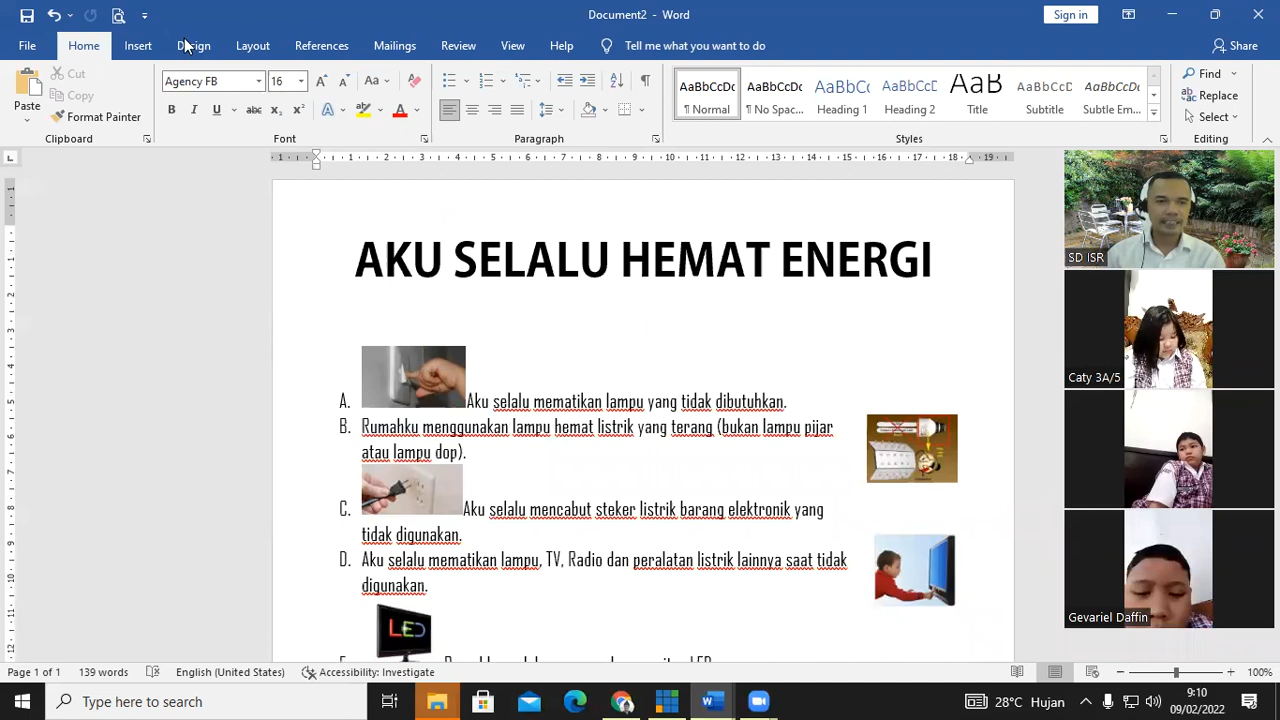 Document2 - Word
Sign in
File Home Insert Design Layout References Mailings Review View Help Tell me what you want to do Share
Paste
Cut
Copy
Format Painter
Agency FB 16
AaBbCcDc AaBbCcDc AaBbCc AaBbCc AaB AaBbCcDc AaBbCcDc
¶ Normal ¶ No Spac... Heading 1 Heading 2 Title Subtitle Subtle Em...
Find
Replace
Select
Clipboard Font Paragraph Styles Editing
AKU SELALU HEMAT ENERGI
A. Aku selalu mematikan lampu yang tidak dibutuhkan.
B. Rumahku menggunakan lampu hemat listrik yang terang (bukan lampu pijar
atau lampu dop).
C. Aku selalu mencabut steker listrik barang elektronik yang
tidak digunakan.
D. Aku selalu mematikan lampu, TV, Radio dan peralatan listrik lainnya saat tidak
digunakan.
LED
SD ISR
Caty 3A/5
Gevariel Daffin
Page 1 of 1 139 words English (United States) Accessibility: Investigate 100%
Type here to search
28°C Hujan
9:10
09/02/2022